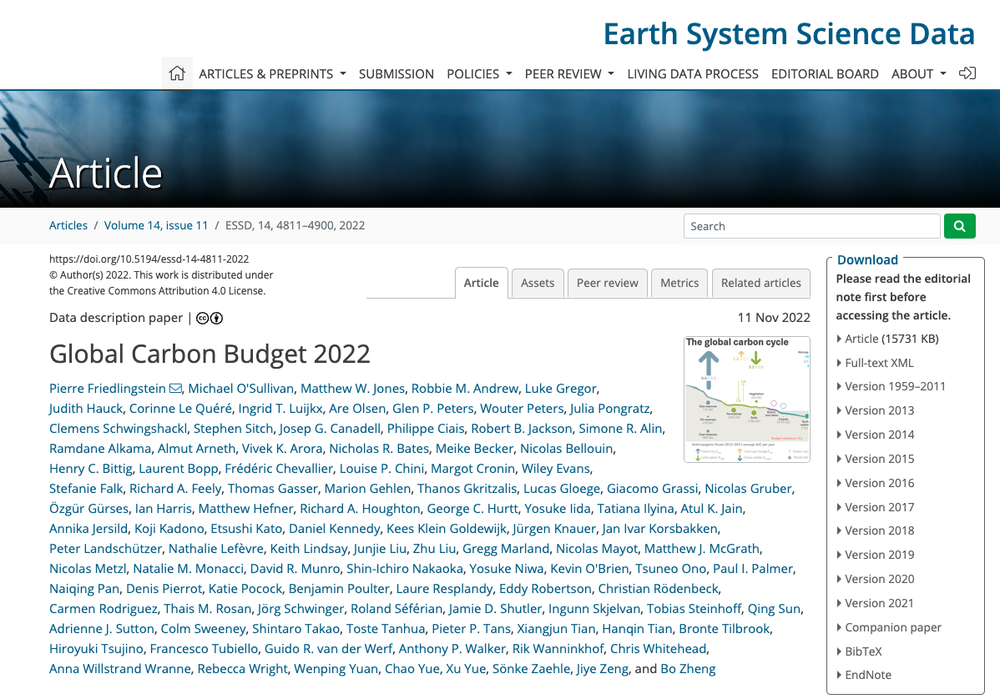 Earth System Science Data
ARTICLES & PREPRINTS SUBMISSION POLICIES PEER REVIEW LIVING DATA PROCESS EDITORIAL BOARD ABOUT
Article
Articles / Volume 14, issue 11 / ESSD, 14, 4811–4900, 2022
Search
https://doi.org/10.5194/essd-14-4811-2022
© Author(s) 2022. This work is distributed under
the Creative Commons Attribution 4.0 License.
Article Assets Peer review Metrics Related articles
Data description paper |
11 Nov 2022
Global Carbon Budget 2022
The global carbon cycle
Pierre Friedlingstein, Michael O'Sullivan, Matthew W. Jones, Robbie M. Andrew, Luke Gregor,
Judith Hauck, Corinne Le Quéré, Ingrid T. Luijkx, Are Olsen, Glen P. Peters, Wouter Peters, Julia Pongratz,
Clemens Schwingshackl, Stephen Sitch, Josep G. Canadell, Philippe Ciais, Robert B. Jackson, Simone R. Alin,
Ramdane Alkama, Almut Arneth, Vivek K. Arora, Nicholas R. Bates, Meike Becker, Nicolas Bellouin,
Henry C. Bittig, Laurent Bopp, Frédéric Chevallier, Louise P. Chini, Margot Cronin, Wiley Evans,
Stefanie Falk, Richard A. Feely, Thomas Gasser, Marion Gehlen, Thanos Gkritzalis, Lucas Gloege, Giacomo Grassi, Nicolas Gruber,
Özgür Gürses, Ian Harris, Matthew Hefner, Richard A. Houghton, George C. Hurtt, Yosuke Iida, Tatiana Ilyina, Atul K. Jain,
Annika Jersild, Koji Kadono, Etsushi Kato, Daniel Kennedy, Kees Klein Goldewijk, Jürgen Knauer, Jan Ivar Korsbakken,
Peter Landschützer, Nathalie Lefèvre, Keith Lindsay, Junjie Liu, Zhu Liu, Gregg Marland, Nicolas Mayot, Matthew J. McGrath,
Nicolas Metzl, Natalie M. Monacci, David R. Munro, Shin-Ichiro Nakaoka, Yosuke Niwa, Kevin O'Brien, Tsuneo Ono, Paul I. Palmer,
Naiqing Pan, Denis Pierrot, Katie Pocock, Benjamin Poulter, Laure Resplandy, Eddy Robertson, Christian Rödenbeck,
Carmen Rodriguez, Thais M. Rosan, Jörg Schwinger, Roland Séférian, Jamie D. Shutler, Ingunn Skjelvan, Tobias Steinhoff, Qing Sun,
Adrienne J. Sutton, Colm Sweeney, Shintaro Takao, Toste Tanhua, Pieter P. Tans, Xiangjun Tian, Hanqin Tian, Bronte Tilbrook,
Hiroyuki Tsujino, Francesco Tubiello, Guido R. van der Werf, Anthony P. Walker, Rik Wanninkhof, Chris Whitehead,
Anna Willstrand Wranne, Rebecca Wright, Wenping Yuan, Chao Yue, Xu Yue, Sönke Zaehle, Jiye Zeng, and Bo Zheng
Download
Please read the editorial
note first before
accessing the article.
Article (15731 KB)
Full-text XML
Version 1959–2011
Version 2013
Version 2014
Version 2015
Version 2016
Version 2017
Version 2018
Version 2019
Version 2020
Version 2021
Companion paper
BibTeX
EndNote